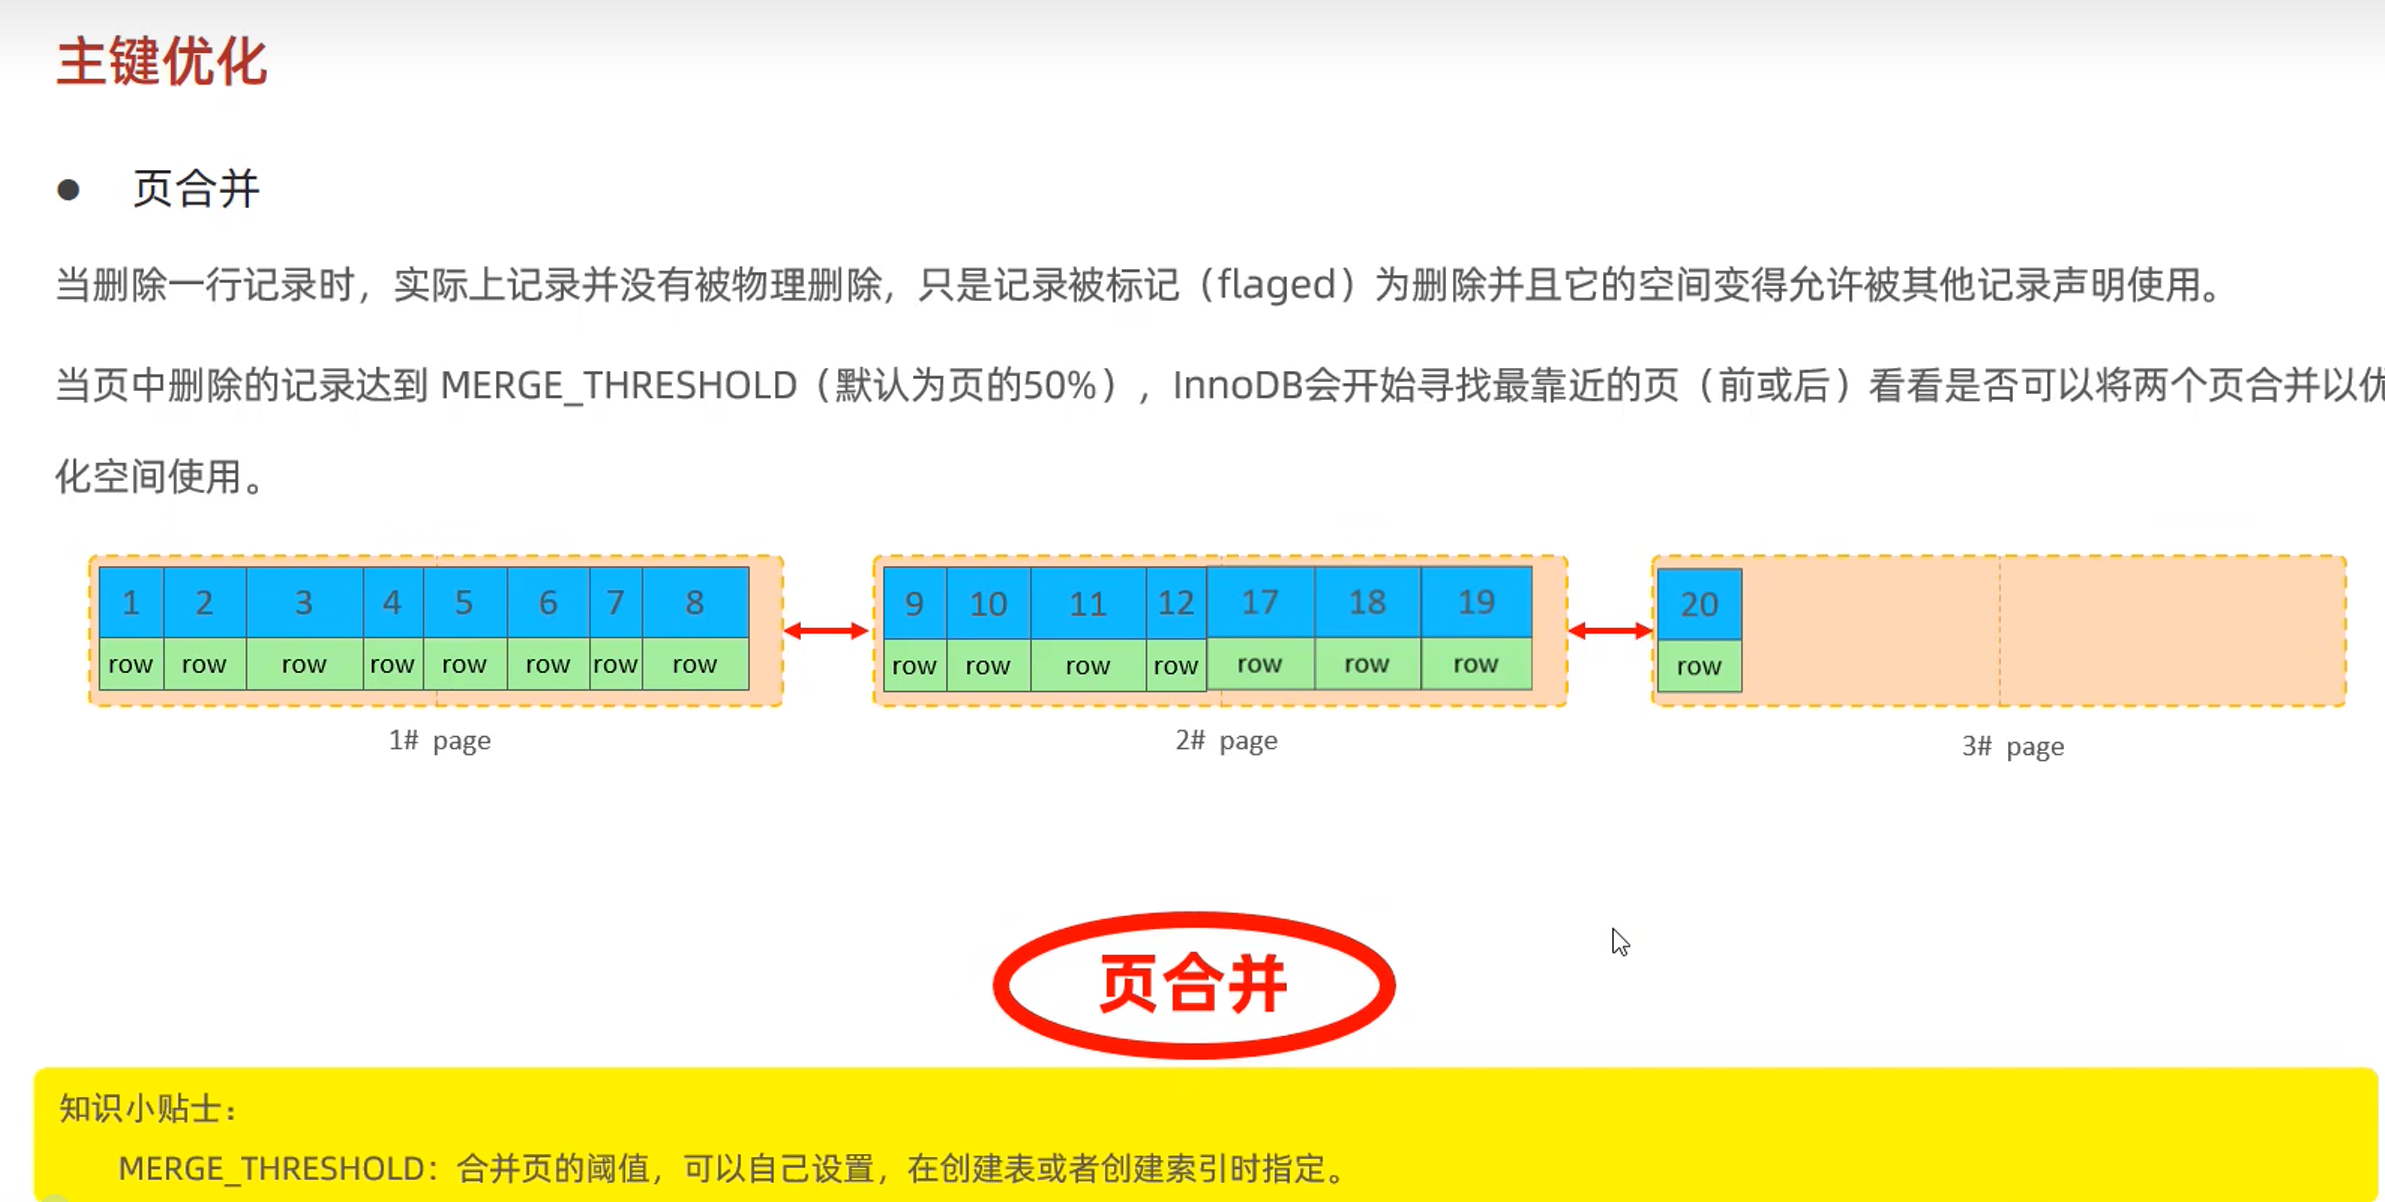 主键优化
● 页合并
当删除一行记录时，实际上记录并没有被物理删除，只是记录被标记（flaged）为删除并且它的空间变得允许被其他记录声明使用。
当页中删除的记录达到 MERGE_THRESHOLD（默认为页的50%），InnoDB会开始寻找最靠近的页（前或后）看看是否可以将两个页合并以优
化空间使用。
1 2 3 4 5 6 7 8 9 10 11 12 17 18 19 20
row row row row row row row row row row row row row row row row
1# page 2# page 3# page
页合并
知识小贴士：
MERGE_THRESHOLD：合并页的阈值，可以自己设置，在创建表或者创建索引时指定。